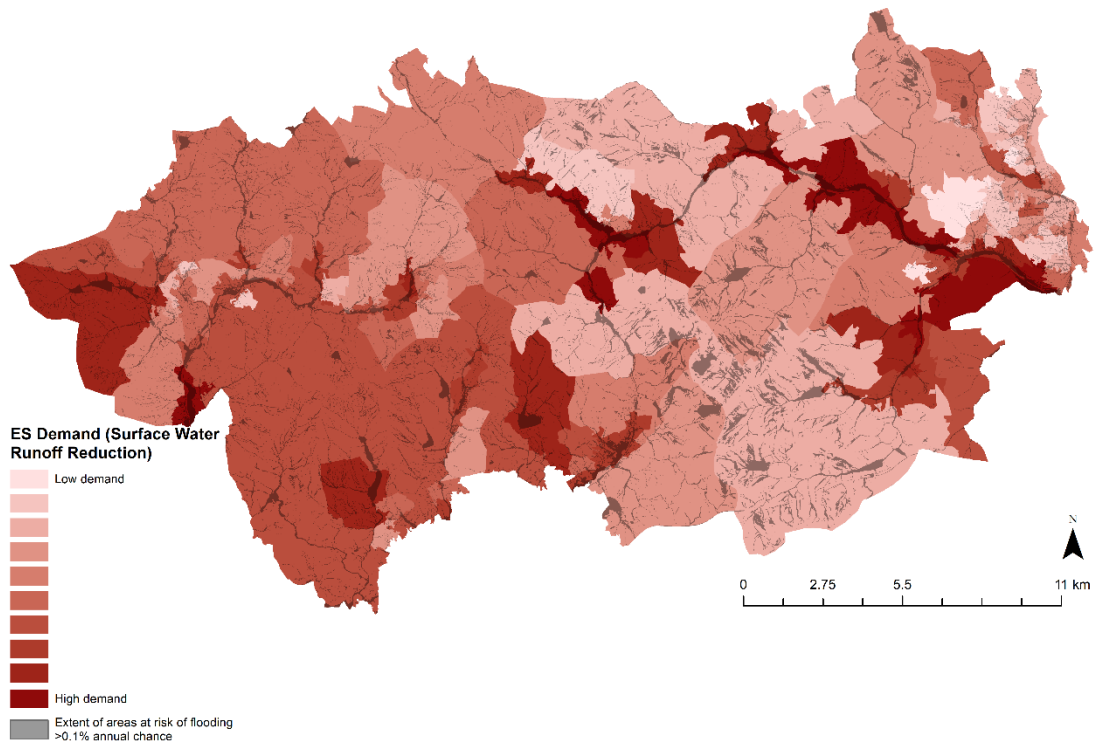 ES Demand (Surface Water
Runoff Reduction)
Low demand
High demand
Extent of areas at risk of flooding
>0.1% annual chance
N
0 2.75 5.5 11 km